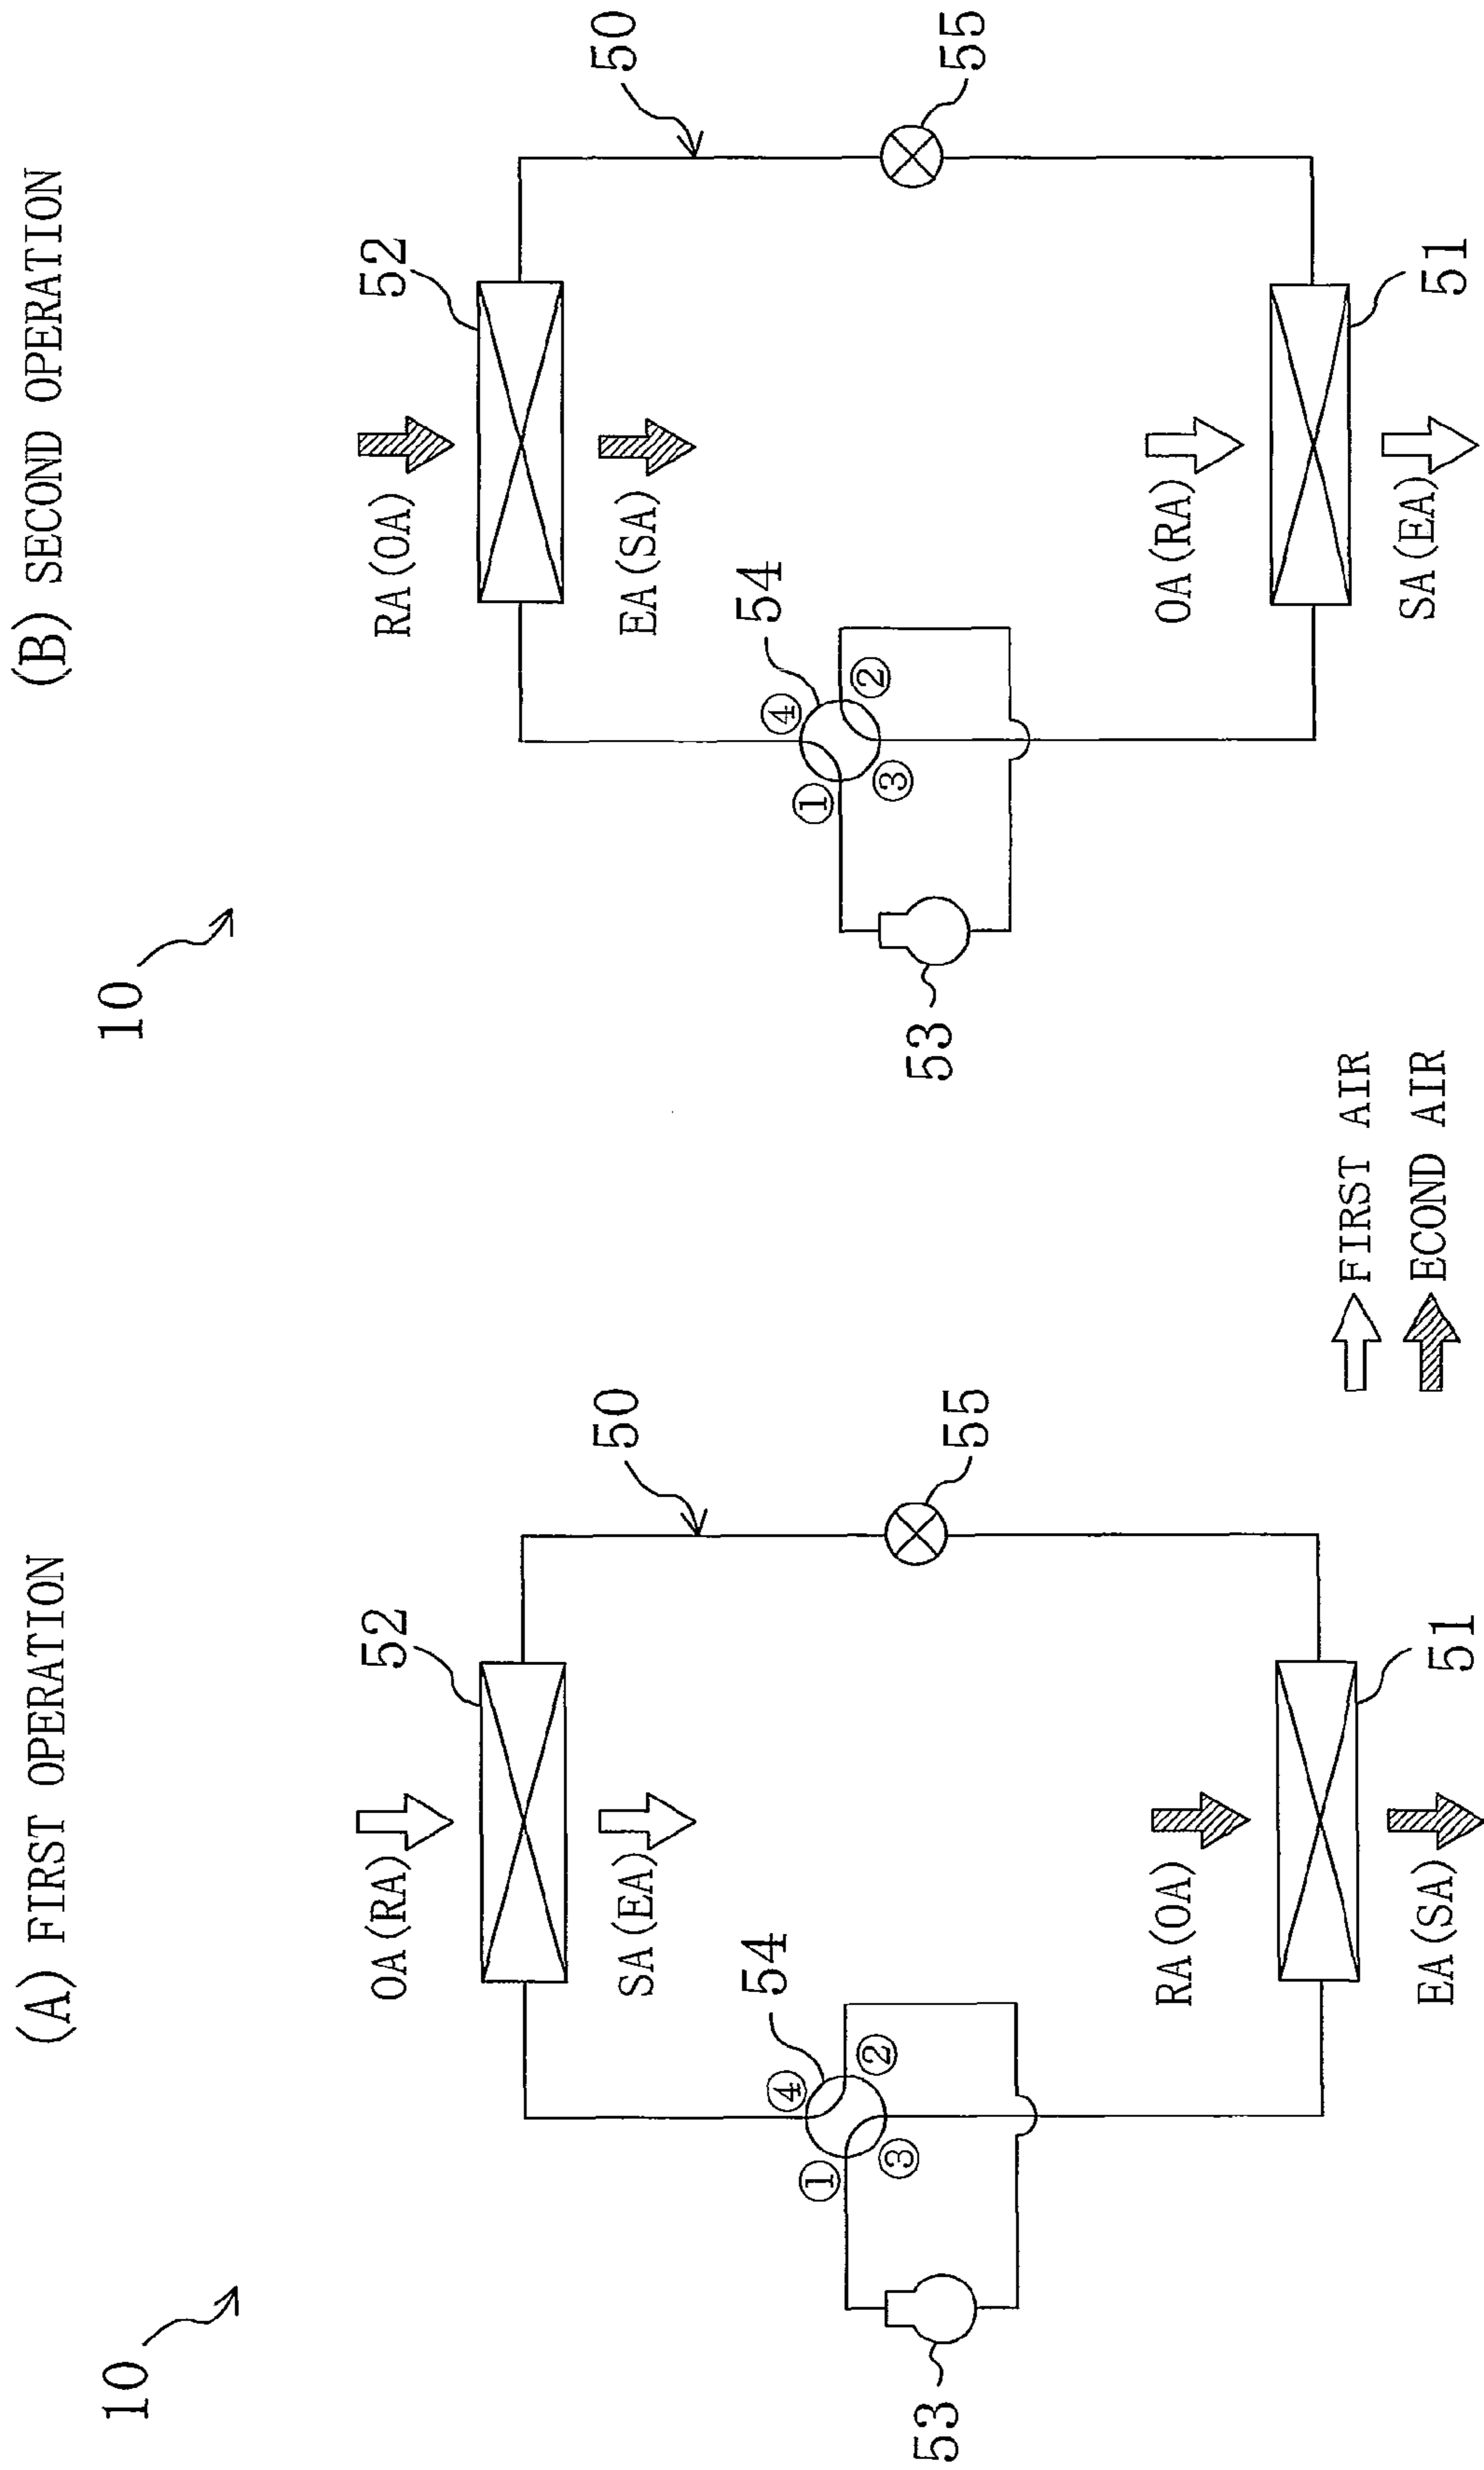 (A) FIRST OPERATION
10
52
50
OA(RA)
SA(EA)
54
④
②
①
③
55
53
RA(OA)
EA(SA)
51
FIRST AIR
ECOND AIR
(B) SECOND OPERATION
10
52
50
RA(OA)
EA(SA)
54
④
②
①
③
55
53
OA(RA)
SA(EA)
51